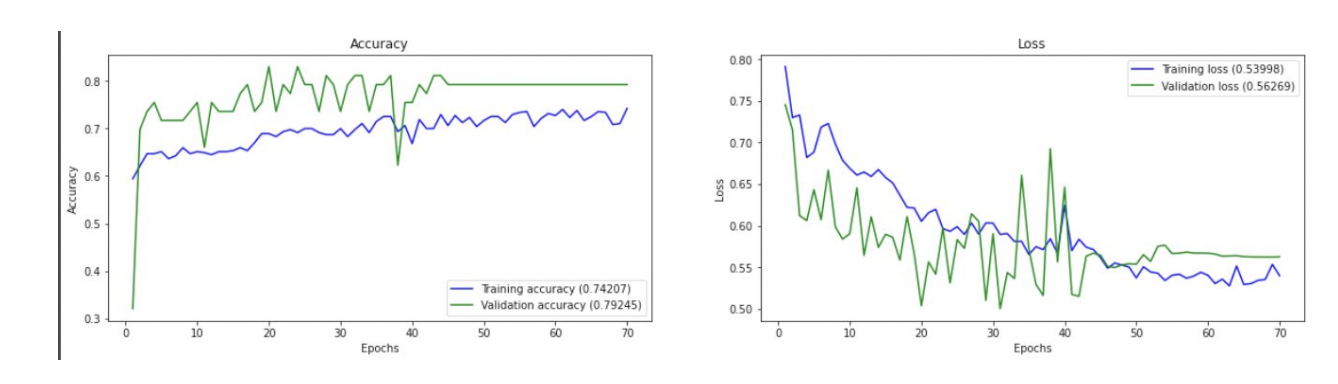 Accuracy
0.8
0.7
0.6
0.5
0.4
0.3
Accuracy
0 10 20 30 40 50 60 70
Epochs
Training accuracy (0.74207)
Validation accuracy (0.79245)
Loss
0.80
0.75
0.70
0.65
0.60
0.55
0.50
Loss
0 10 20 30 40 50 60 70
Epochs
Training loss (0.53998)
Validation loss (0.56269)